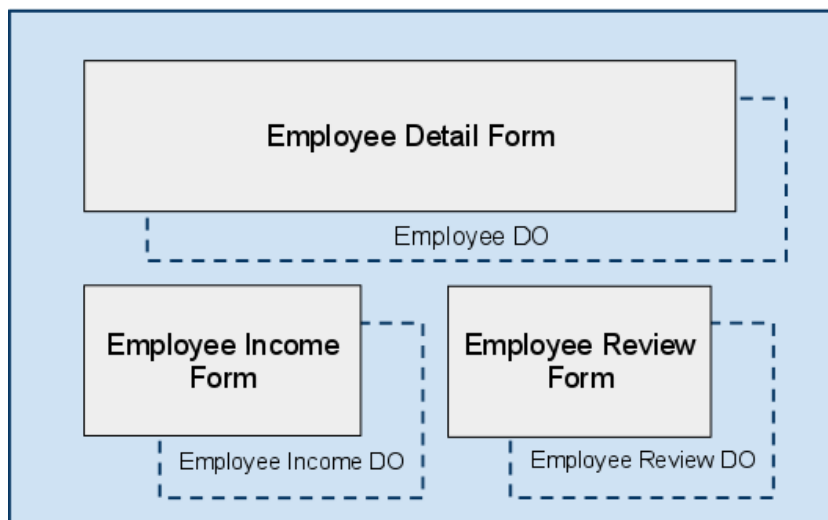 Employee Detail Form
Employee DO
Employee Income
Form
Employee Income DO
Employee Review
Form
Employee Review DO